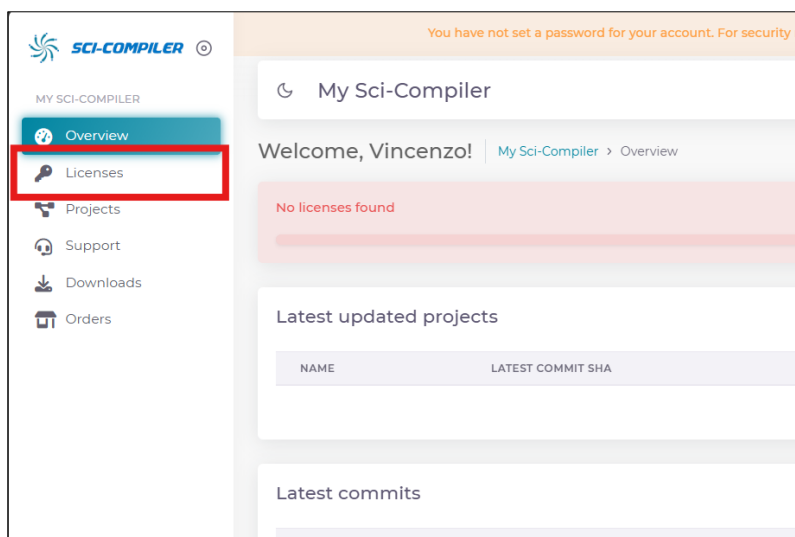 SCI-COMPILER
MY SCI-COMPILER
Overview
Licenses
Projects
Support
Downloads
Orders
You have not set a password for your account. For security
My Sci-Compiler
Welcome, Vincenzo!
My Sci-Compiler > Overview
No licenses found
Latest updated projects
NAME LATEST COMMIT SHA
Latest commits